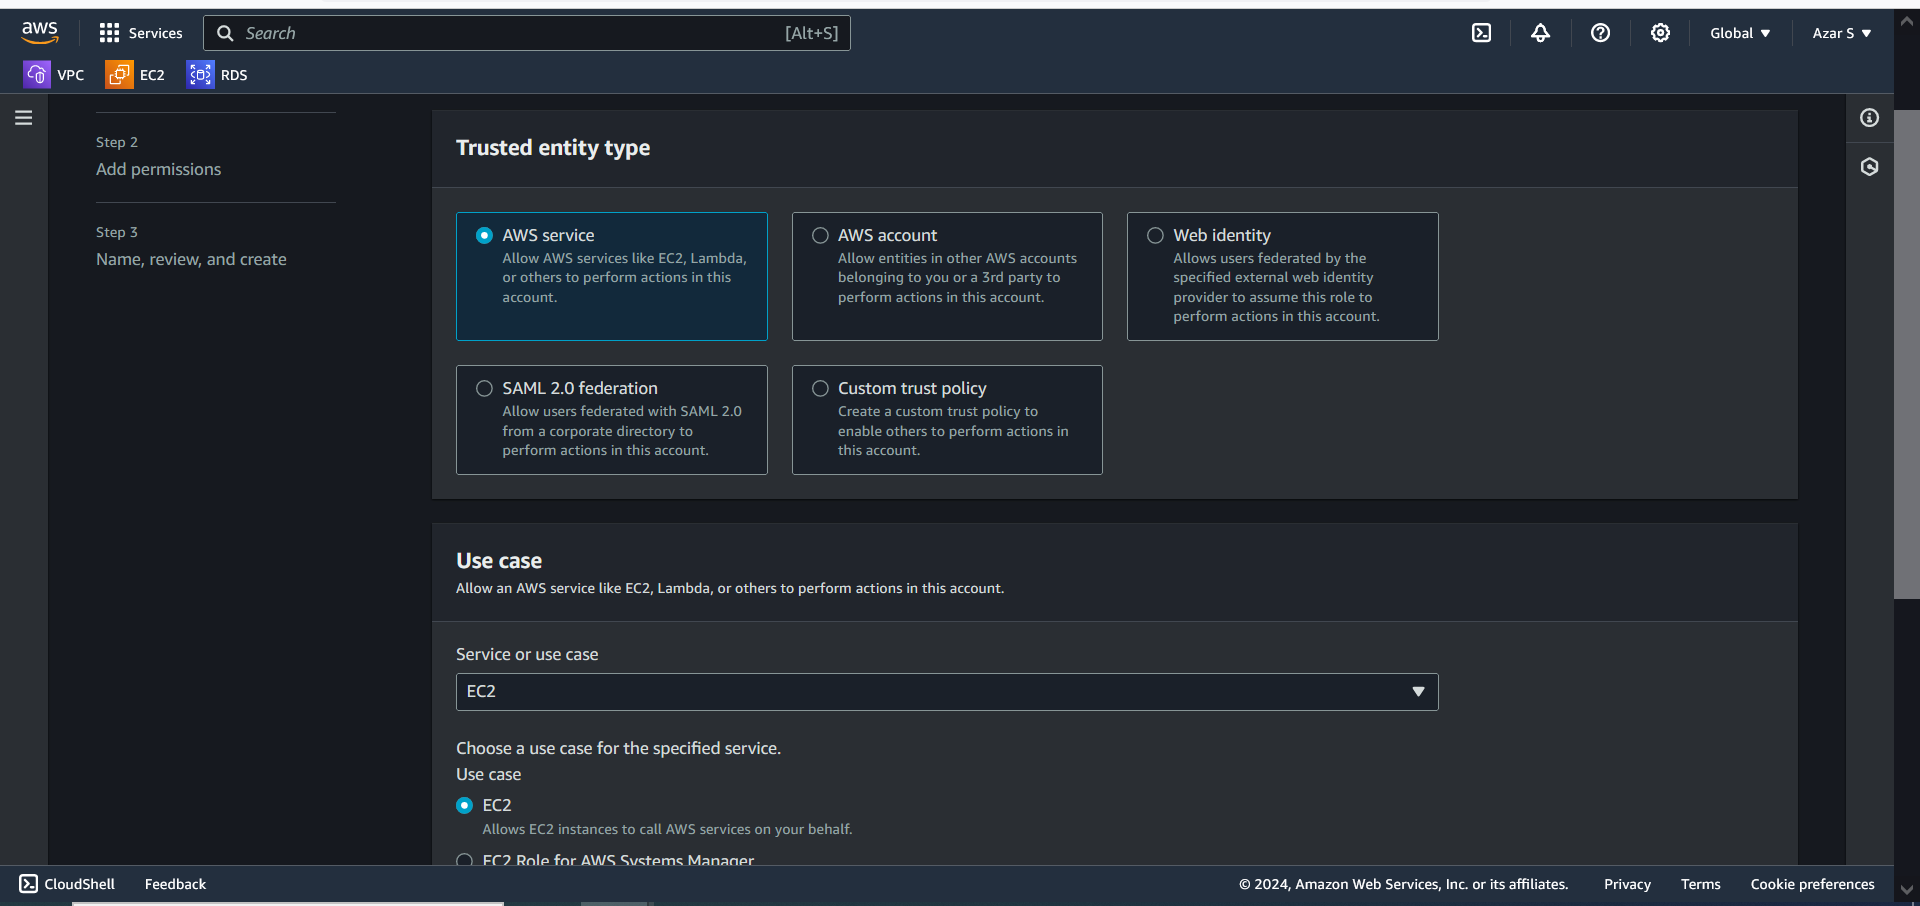 aws
Services
Search
[Alt+S]
Global ▼
Azar S ▼
VPC
EC2
RDS
Step 2
Add permissions
Step 3
Name, review, and create
Trusted entity type
AWS service
Allow AWS services like EC2, Lambda,
or others to perform actions in this
account.
AWS account
Allow entities in other AWS accounts
belonging to you or a 3rd party to
perform actions in this account.
Web identity
Allows users federated by the
specified external web identity
provider to assume this role to
perform actions in this account.
SAML 2.0 federation
Allow users federated with SAML 2.0
from a corporate directory to
perform actions in this account.
Custom trust policy
Create a custom trust policy to
enable others to perform actions in
this account.
Use case
Allow an AWS service like EC2, Lambda, or others to perform actions in this account.
Service or use case
EC2
Choose a use case for the specified service.
Use case
EC2
Allows EC2 instances to call AWS services on your behalf.
EC2 Role for AWS Systems Manager
CloudShell
Feedback
© 2024, Amazon Web Services, Inc. or its affiliates.
Privacy
Terms
Cookie preferences